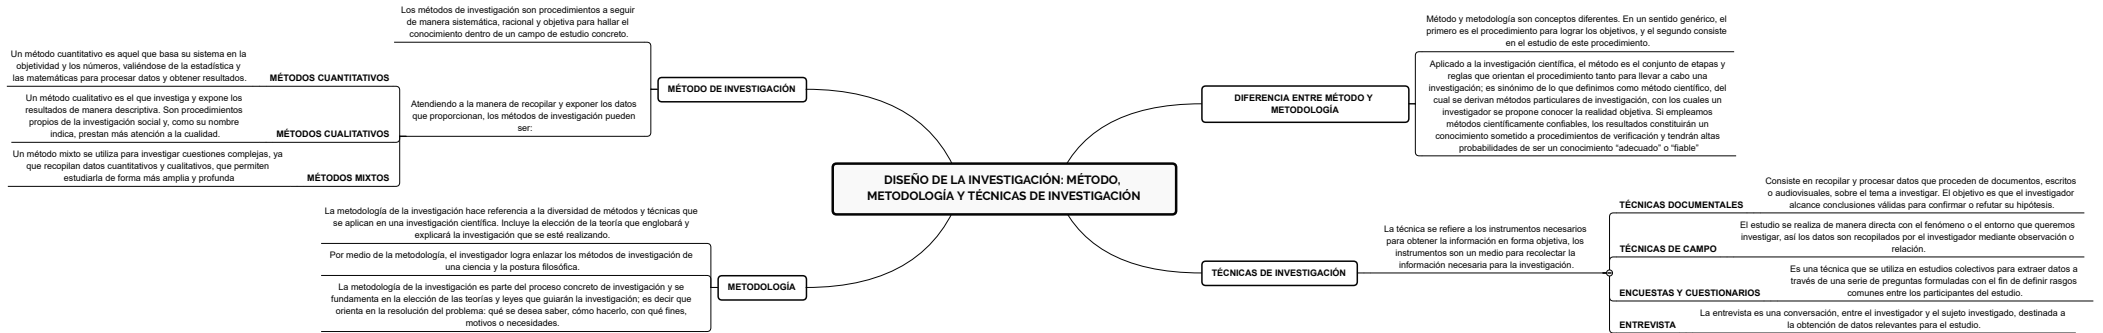 DISEÑO DE LA INVESTIGACIÓN: MÉTODO,
METODOLOGÍA Y TÉCNICAS DE INVESTIGACIÓN
MÉTODO DE INVESTIGACIÓN
Los métodos de investigación son procedimientos a seguir
de manera sistemática, racional y objetiva para hallar el
conocimiento dentro de un campo de estudio concreto.
Atendiendo a la manera de recopilar y exponer los datos
que proporcionan, los métodos de investigación pueden
ser:
MÉTODOS CUANTITATIVOS
Un método cuantitativo es aquel que basa su sistema en la
objetividad y los números, valiéndose de la estadística y
las matemáticas para procesar datos y obtener resultados.
MÉTODOS CUALITATIVOS
Un método cualitativo es el que investiga y expone los
resultados de manera descriptiva. Son procedimientos
propios de la investigación social y, como su nombre
indica, prestan más atención a la cualidad.
MÉTODOS MIXTOS
Un método mixto se utiliza para investigar cuestiones complejas, ya
que recopilan datos cuantitativos y cualitativos, que permiten
estudiarla de forma más amplia y profunda
METODOLOGÍA
La metodología de la investigación hace referencia a la diversidad de métodos y técnicas que
se aplican en una investigación científica. Incluye la elección de la teoría que englobará y
explicará la investigación que se esté realizando.
Por medio de la metodología, el investigador logra enlazar los métodos de investigación de
una ciencia y la postura filosófica.
La metodología de la investigación es parte del proceso concreto de investigación y se
fundamenta en la elección de las teorías y leyes que guiarán la investigación; es decir que
orienta en la resolución del problema: qué se desea saber, cómo hacerlo, con qué fines,
motivos o necesidades.
DIFERENCIA ENTRE MÉTODO Y
METODOLOGÍA
Método y metodología son conceptos diferentes. En un sentido genérico, el
primero es el procedimiento para lograr los objetivos, y el segundo consiste
en el estudio de este procedimiento.
Aplicado a la investigación científica, el método es el conjunto de etapas y
reglas que orientan el procedimiento tanto para llevar a cabo una
investigación; es sinónimo de lo que definimos como método científico, del
cual se derivan métodos particulares de investigación, con los cuales un
investigador se propone conocer la realidad objetiva. Si empleamos
métodos científicamente confiables, los resultados constituirán un
conocimiento sometido a procedimientos de verificación y tendrán altas
probabilidades de ser un conocimiento “adecuado” o “fiable”
TÉCNICAS DE INVESTIGACIÓN
La técnica se refiere a los instrumentos necesarios
para obtener la información en forma objetiva, los
instrumentos son un medio para recolectar la
información necesaria para la investigación.
TÉCNICAS DOCUMENTALES
Consiste en recopilar y procesar datos que proceden de documentos, escritos
o audiovisuales, sobre el tema a investigar. El objetivo es que el investigador
alcance conclusiones válidas para confirmar o refutar su hipótesis.
TÉCNICAS DE CAMPO
El estudio se realiza de manera directa con el fenómeno o el entorno que queremos
investigar, así los datos son recopilados por el investigador mediante observación o
relación.
ENCUESTAS Y CUESTIONARIOS
Es una técnica que se utiliza en estudios colectivos para extraer datos a
través de una serie de preguntas formuladas con el fin de definir rasgos
comunes entre los participantes del estudio.
ENTREVISTA
La entrevista es una conversación, entre el investigador y el sujeto investigado, destinada a
la obtención de datos relevantes para el estudio.